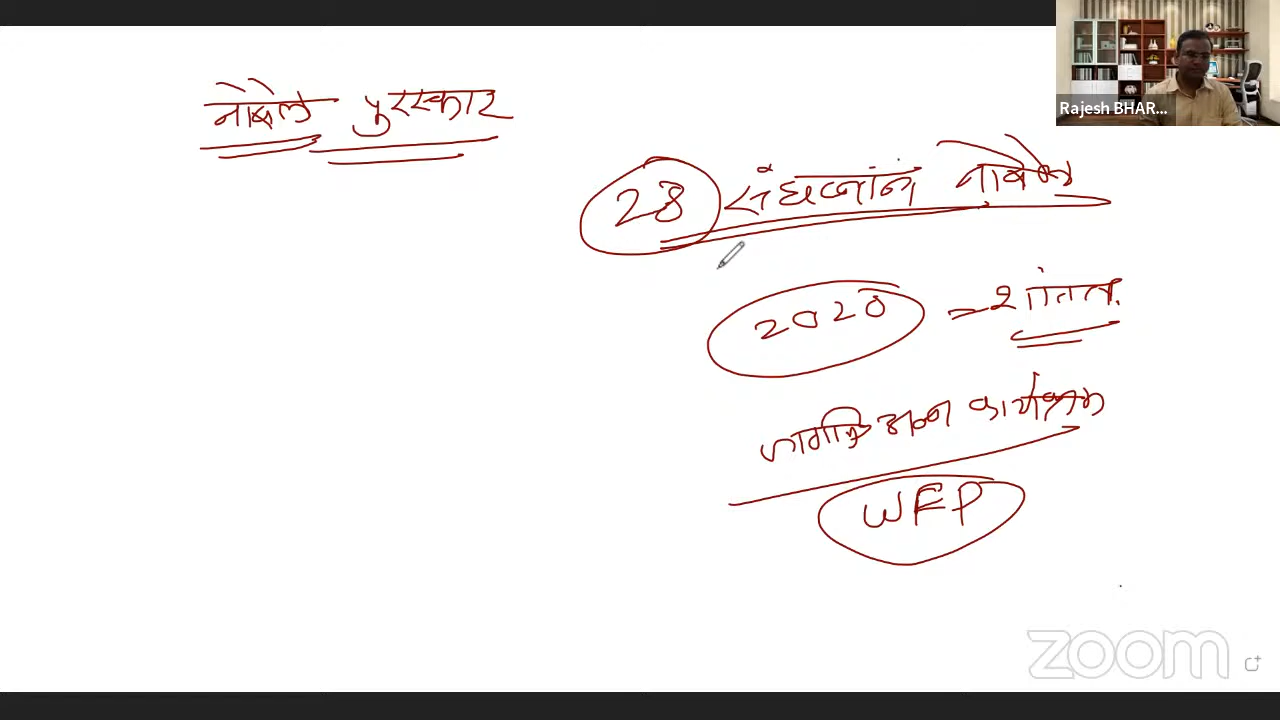 Rajesh BHAR...
नोबेल पुरस्कार
28 संघटनांना नोबेल
2020 = शांतता.
जागतिक अन्न कार्यक्रम
WFP
zoom